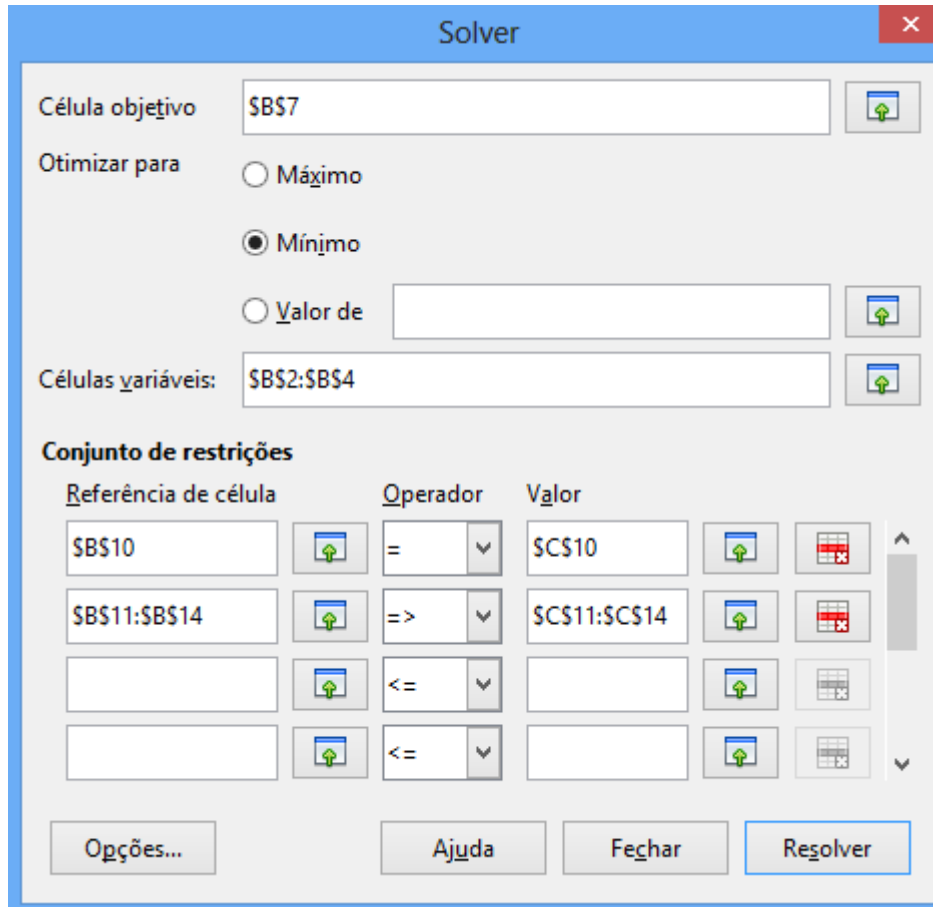 Solver
Célula objetivo $B$7
Otimizar para
Máximo
Mínimo
Valor de
Células variáveis: $B$2:$B$4
Conjunto de restrições
Referência de célula Operador Valor
$B$10 = $C$10
$B$11:$B$14 => $C$11:$C$14
<=
<=
Opções... Ajuda Fechar Resolver